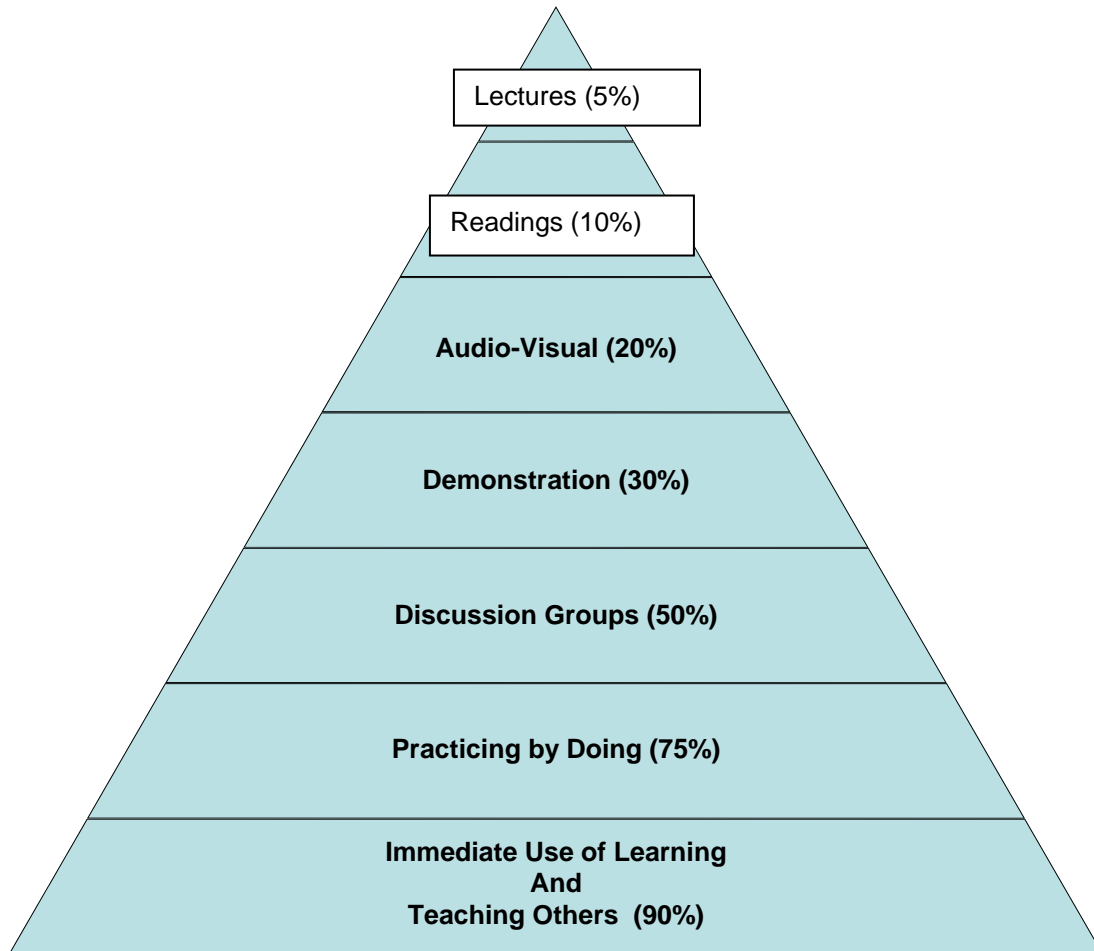 Lectures (5%)
Readings (10%)
Audio-Visual (20%)
Demonstration (30%)
Discussion Groups (50%)
Practicing by Doing (75%)
Immediate Use of Learning
And
Teaching Others  (90%)